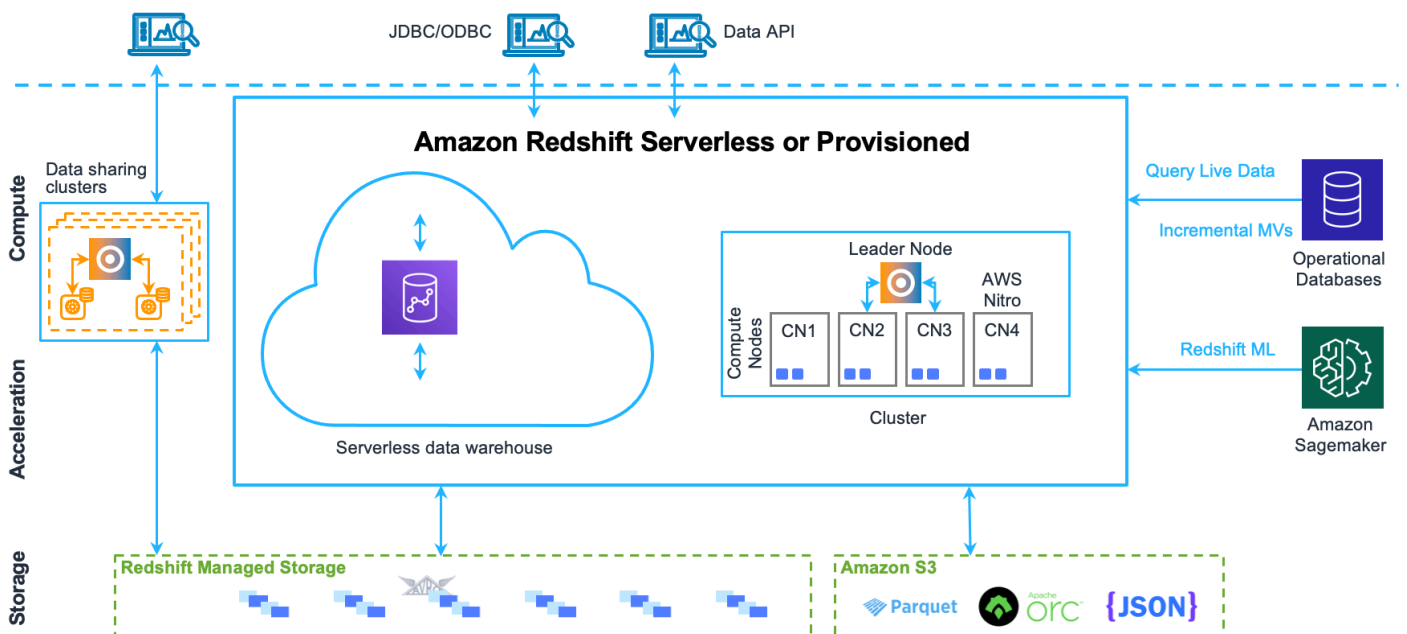 JDBC/ODBC
Data API
Amazon Redshift Serverless or Provisioned
Data sharing
clusters
Compute
Acceleration
Storage
Serverless data warehouse
Leader Node
AWS
Nitro
Compute
Nodes
CN1
CN2
CN3
CN4
Cluster
Query Live Data
Incremental MVs
Operational
Databases
Redshift ML
Amazon
Sagemaker
Redshift Managed Storage
AVRO
Amazon S3
Parquet
Apache
orc
{JSON}